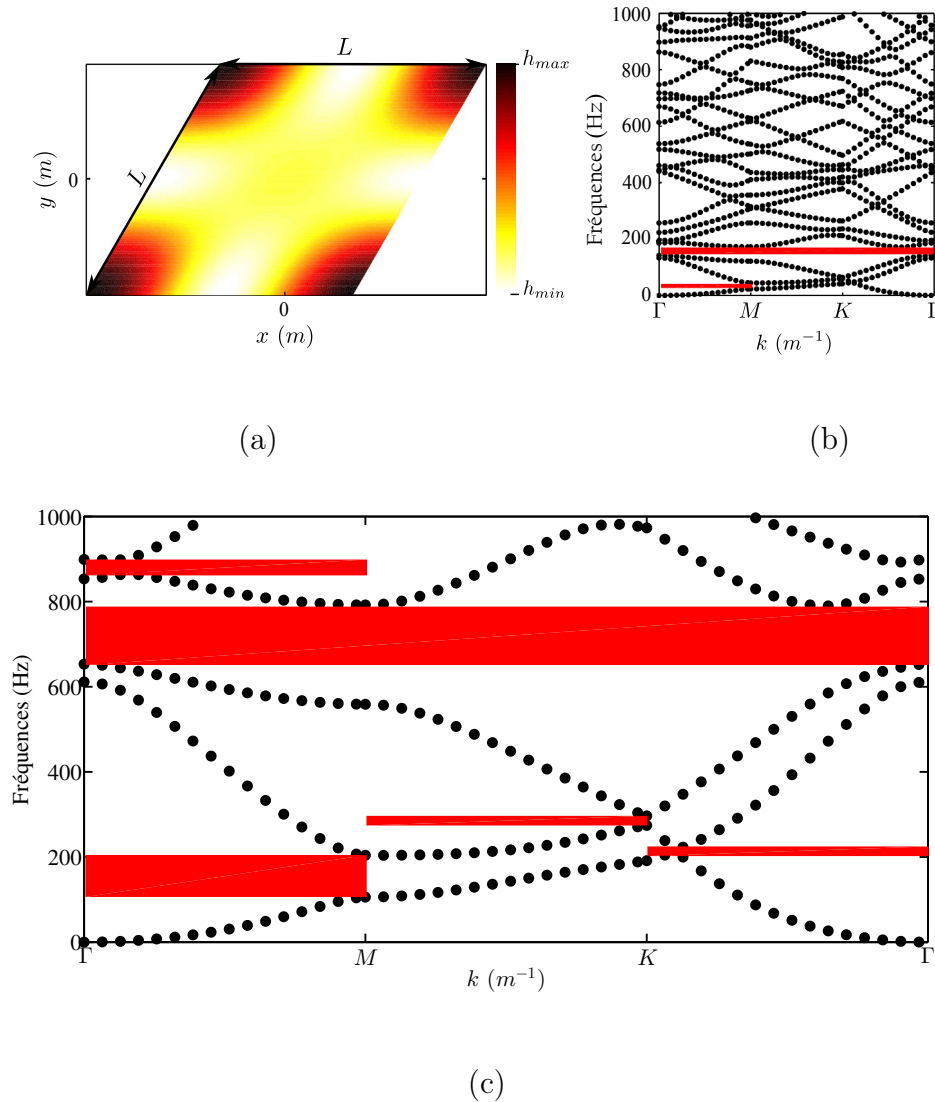 L
L
h_max
h_min
y (m)
0
0
x (m)
1000
800
600
400
200
0
Fréquences (Hz)
Γ M K Γ
k (m^{-1})
(a)
(b)
1000
800
600
400
200
0
Fréquences (Hz)
Γ M K Γ
k (m^{-1})
(c)